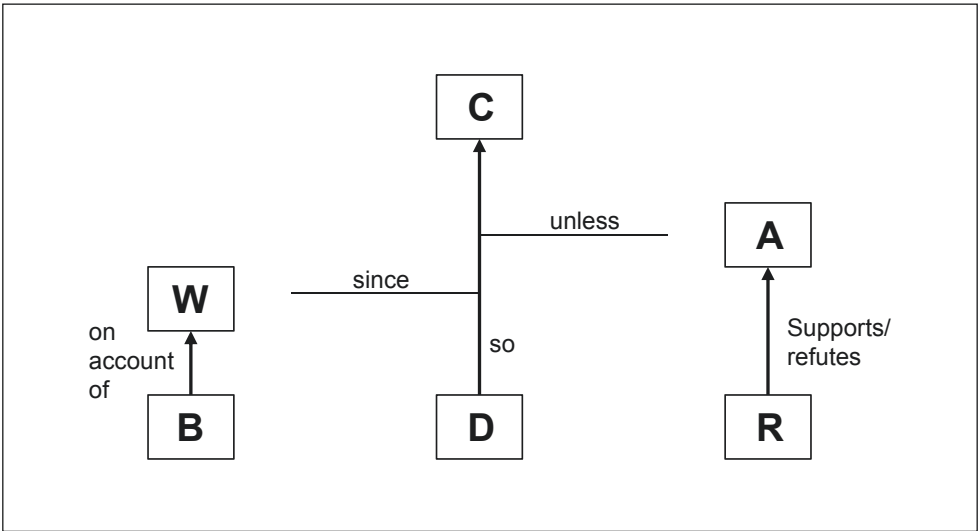 C
unless
A
since
W
on
account
of
so
Supports/
refutes
B
D
R